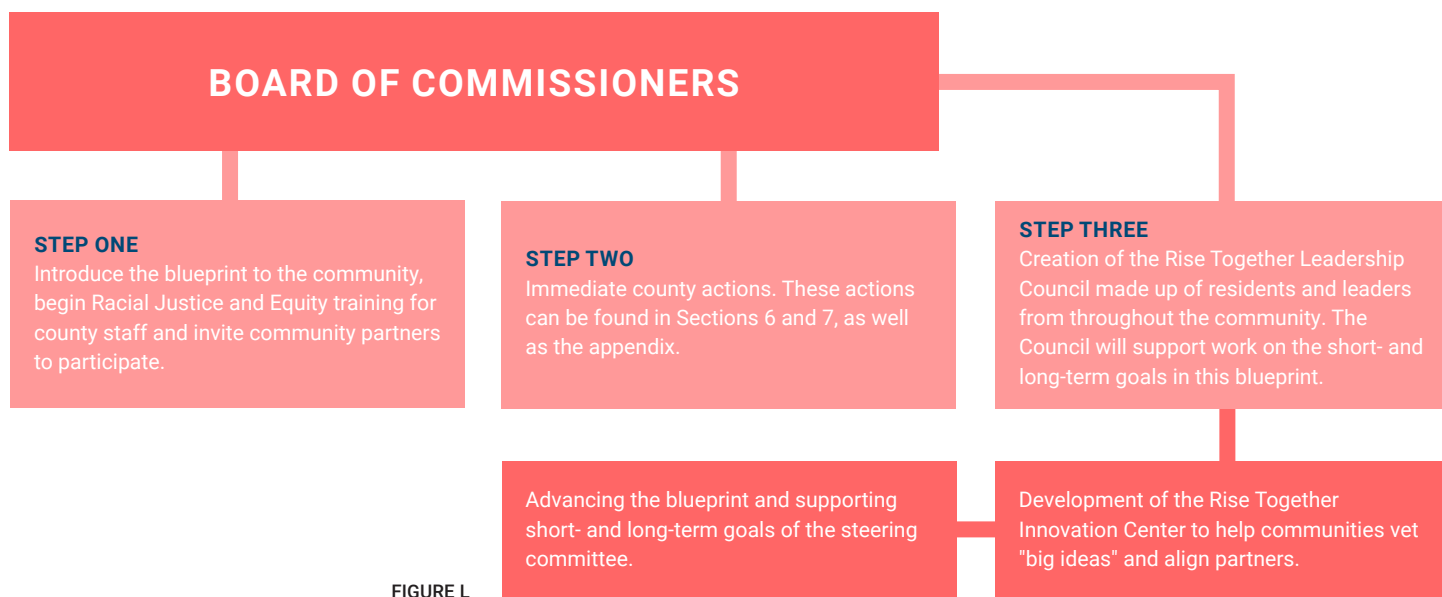 BOARD OF COMMISSIONERS
STEP ONE
Introduce the blueprint to the community,
begin Racial Justice and Equity training for
county staff and invite community partners
to participate.
STEP TWO
Immediate county actions. These actions
can be found in Sections 6 and 7, as well
as the appendix.
STEP THREE
Creation of the Rise Together Leadership
Council made up of residents and leaders
from throughout the community. The
Council will support work on the short- and
long-term goals in this blueprint.
Advancing the blueprint and supporting
short- and long-term goals of the steering
committee.
Development of the Rise Together
Innovation Center to help communities vet
"big ideas" and align partners.
FIGURE L